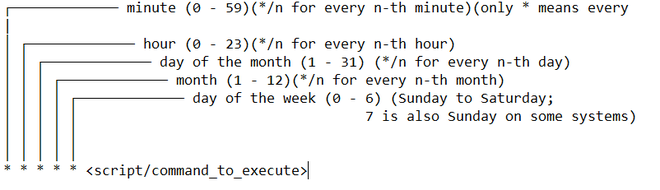 minute (0 - 59)(*/n for every n-th minute)(only * means every
hour (0 - 23)(*/n for every n-th hour)
day of the month (1 - 31) (*/n for every n-th day)
month (1 - 12)(*/n for every n-th month)
day of the week (0 - 6) (Sunday to Saturday;
7 is also Sunday on some systems)
* * * * * <script/command_to_execute>